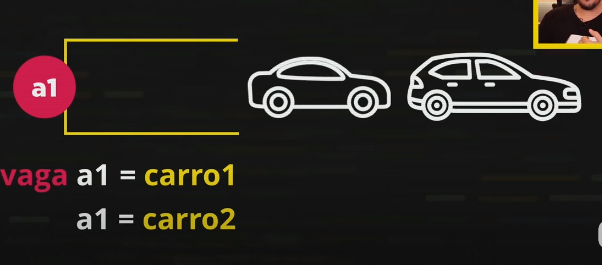 a1
vaga a1 = carro1
a1 = carro2